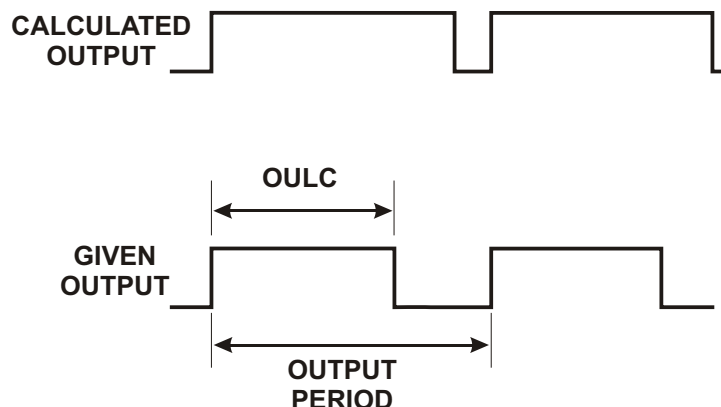 CALCULATED
OUTPUT
OULC
GIVEN
OUTPUT
OUTPUT
PERIOD